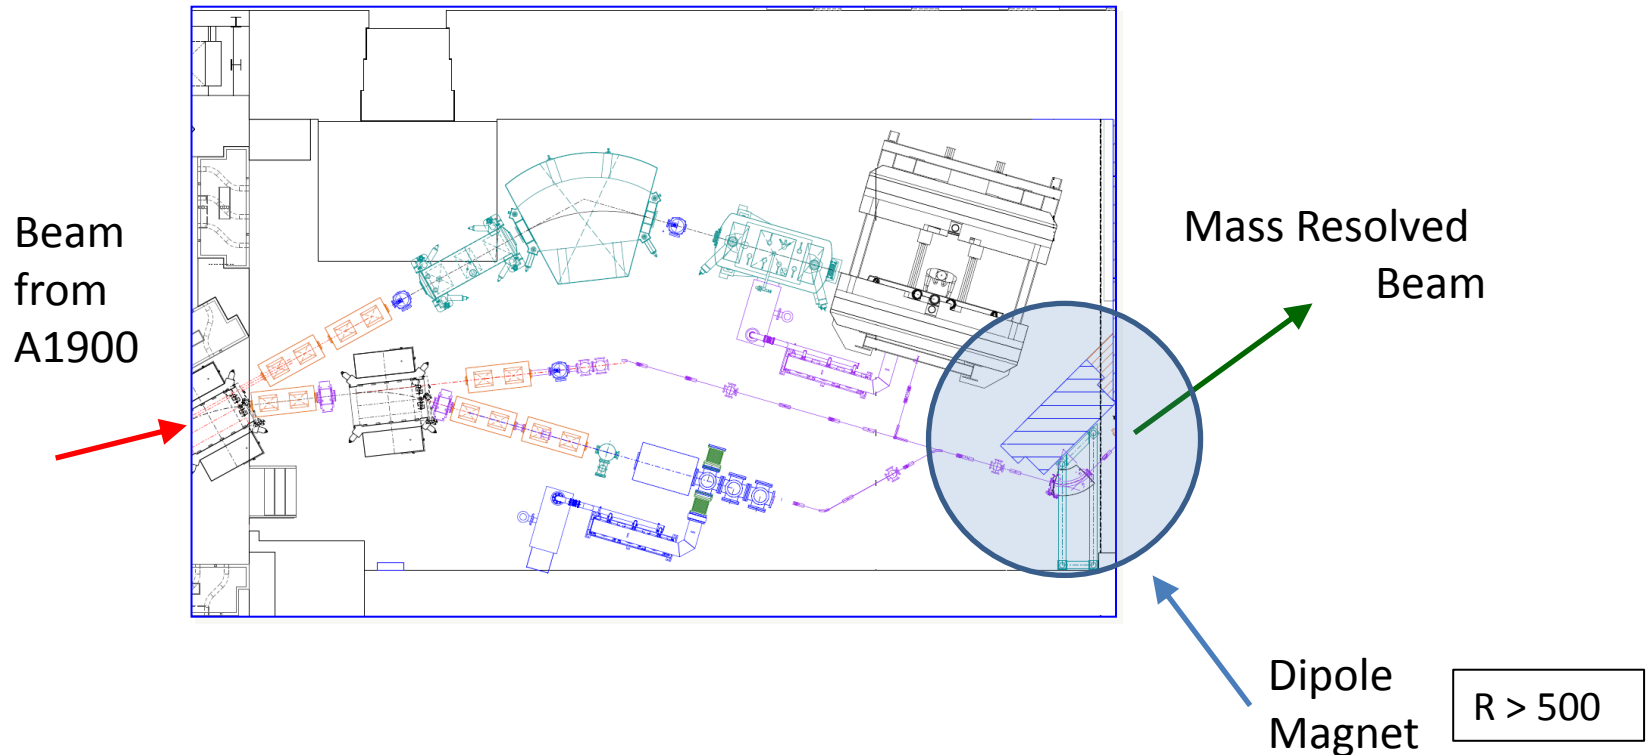 Beam
from
A1900
Mass Resolved
Beam
Dipole
Magnet
R > 500